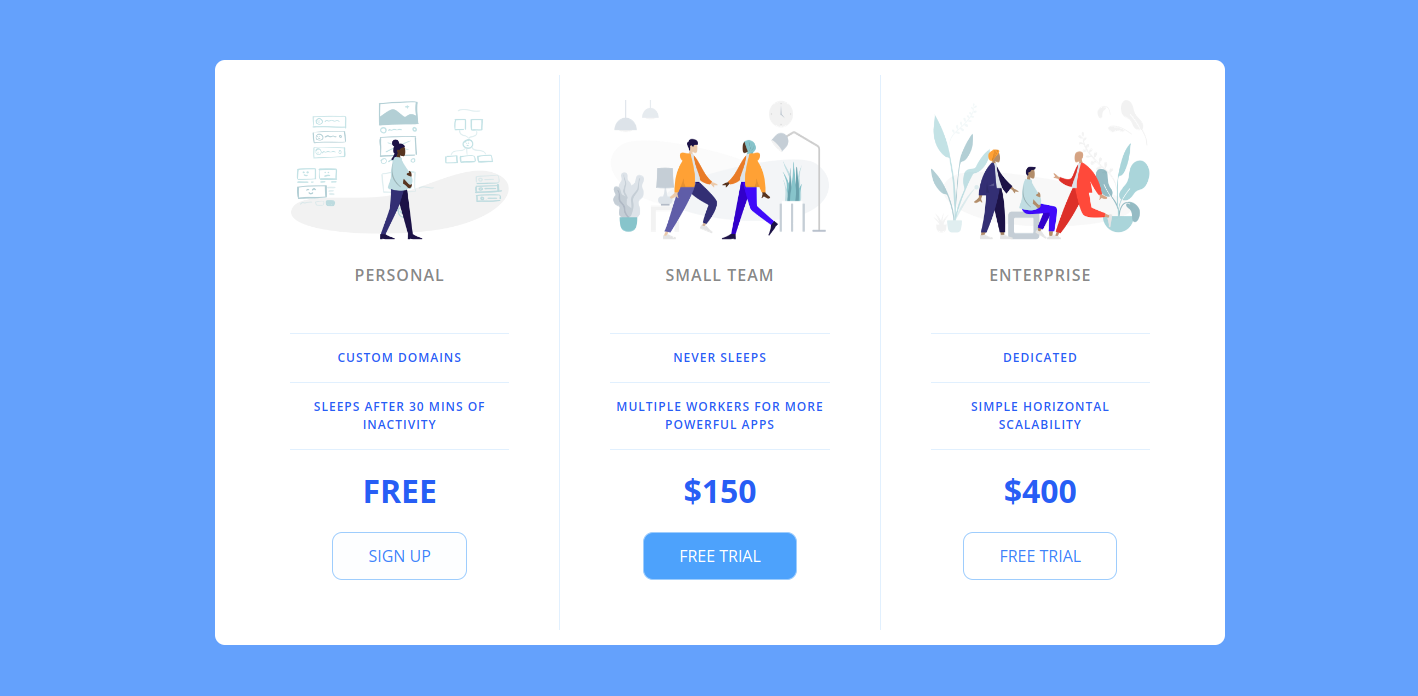 PERSONAL
CUSTOM DOMAINS
SLEEPS AFTER 30 MINS OF
INACTIVITY
FREE
SIGN UP
SMALL TEAM
NEVER SLEEPS
MULTIPLE WORKERS FOR MORE
POWERFUL APPS
$150
FREE TRIAL
ENTERPRISE
DEDICATED
SIMPLE HORIZONTAL
SCALABILITY
$400
FREE TRIAL